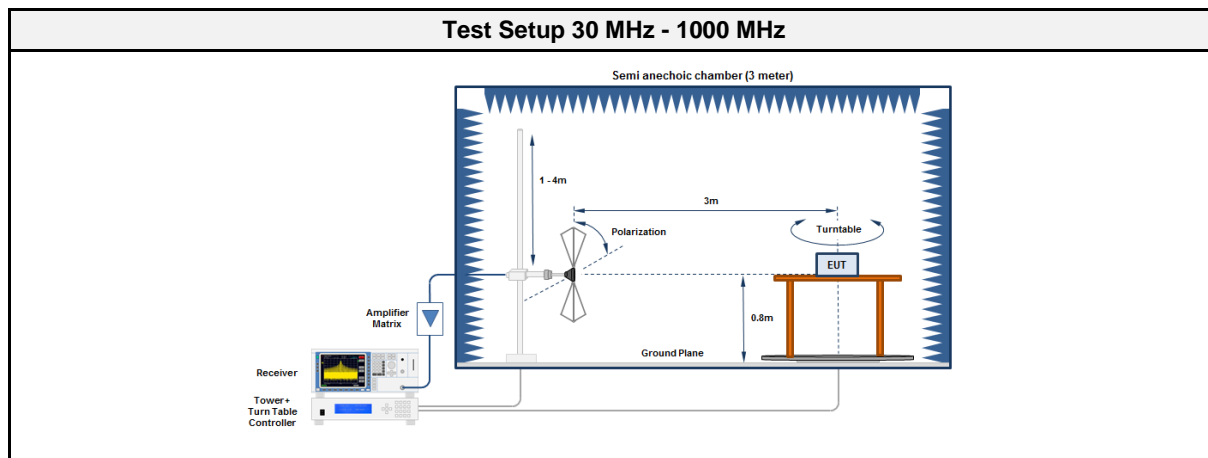 Test Setup 30 MHz - 1000 MHz
Semi anechoic chamber (3 meter)
1 - 4m
3m
Polarization
Turntable
EUT
Amplifier
Matrix
0.8m
Ground Plane
Receiver
Tower+
Turn Table
Controller